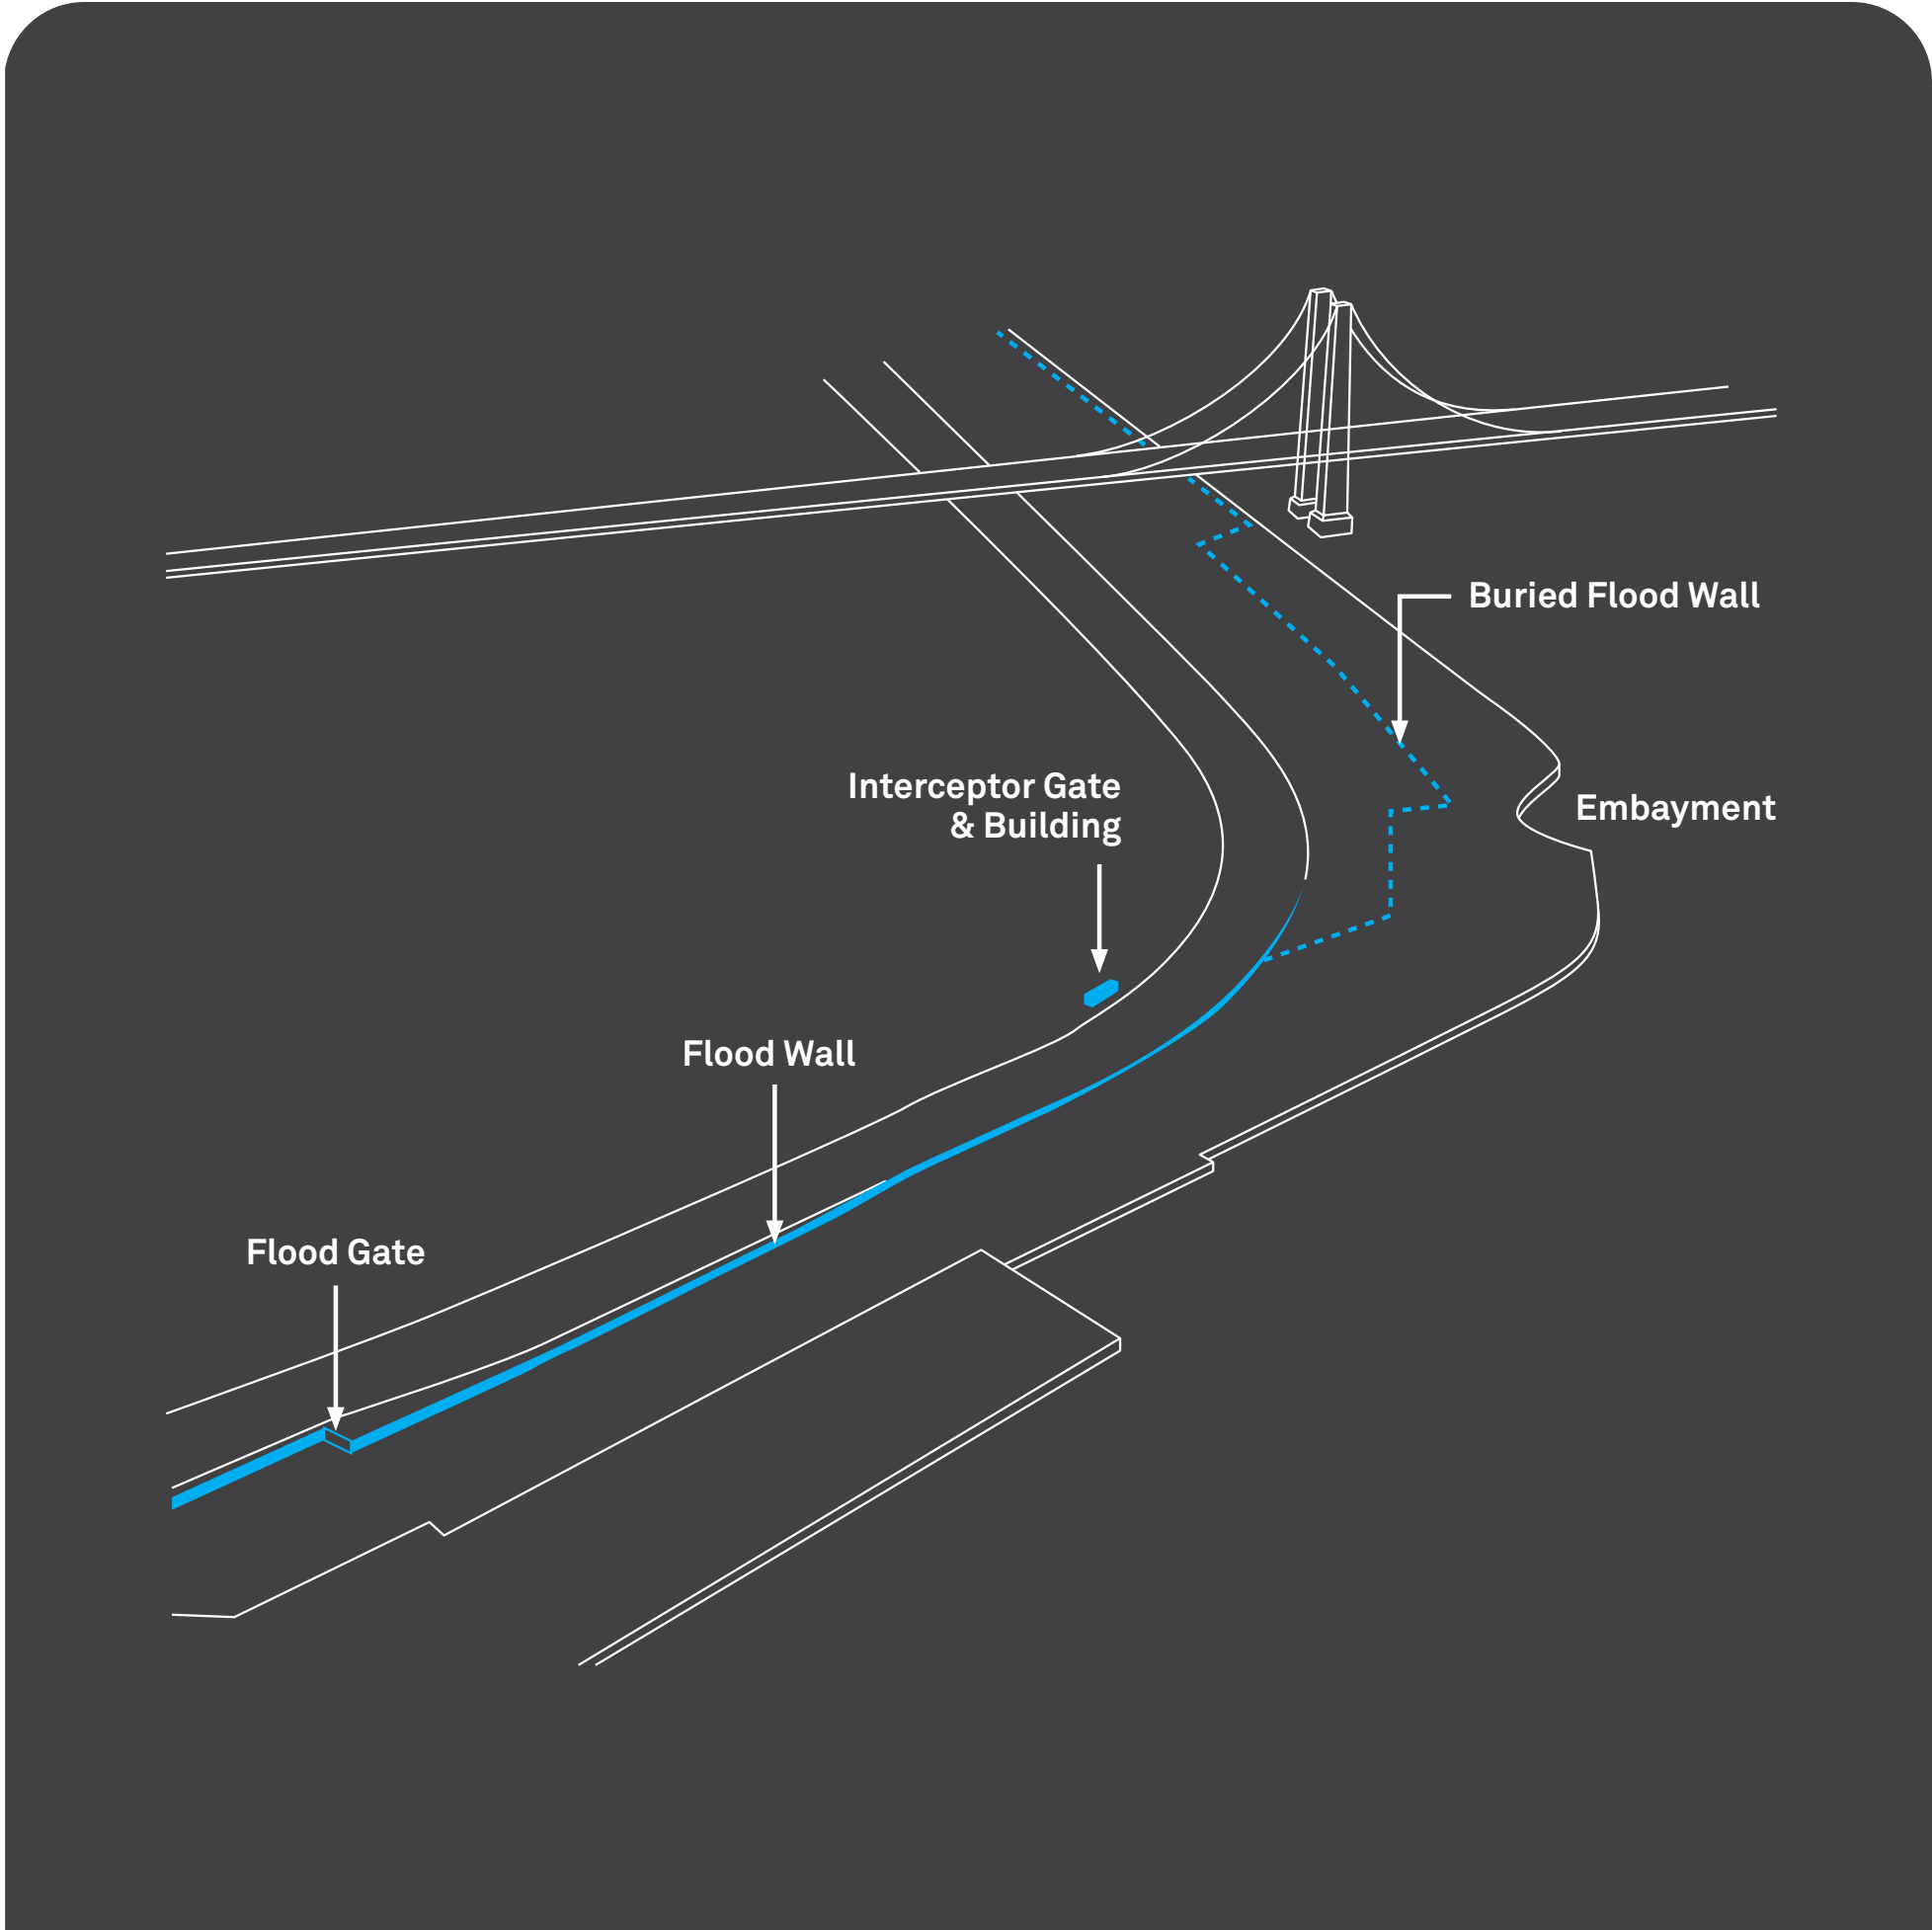 Buried Flood Wall
Interceptor Gate
& Building
Embayment
Flood Wall
Flood Gate